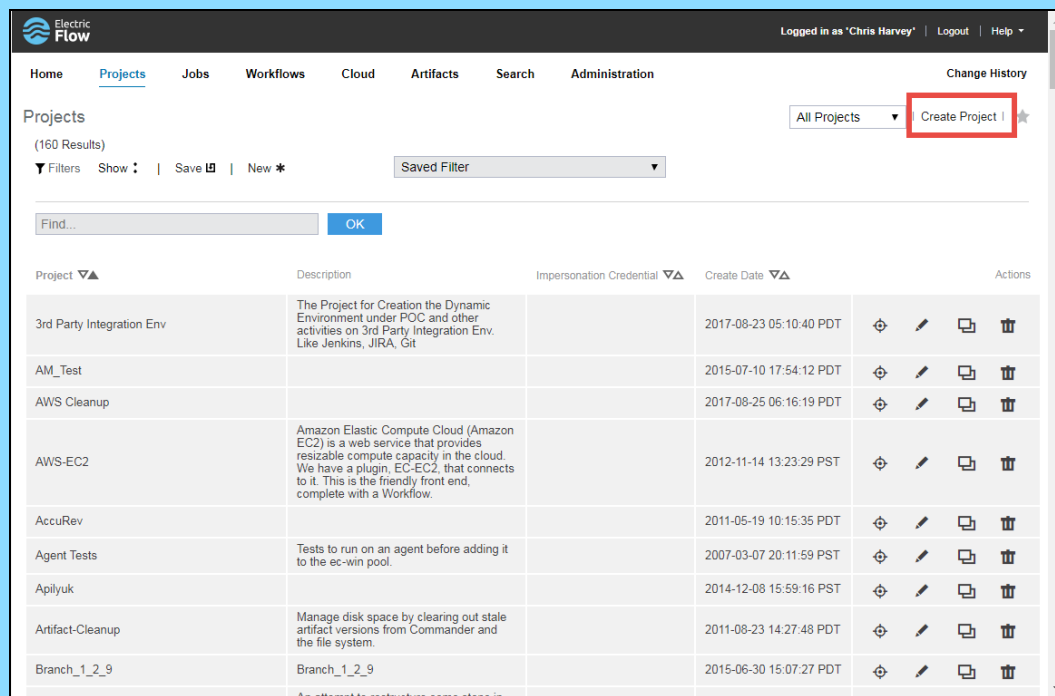 Electric
Flow
Logged in as 'Chris Harvey' | Logout | Help
Home Projects Jobs Workflows Cloud Artifacts Search Administration Change History
Projects
All Projects | Create Project |
(160 Results)
Filters Show | Save | New
Saved Filter
Find...
OK
Project Description Impersonation Credential Create Date Actions
3rd Party Integration Env
The Project for Creation the Dynamic
Environment under POC and other
activities on 3rd Party Integration Env.
Like Jenkins, JIRA, Git
2017-08-23 05:10:40 PDT
AM_Test 2015-07-10 17:54:12 PDT
AWS Cleanup 2017-08-25 06:16:19 PDT
AWS-EC2
Amazon Elastic Compute Cloud (Amazon
EC2) is a web service that provides
resizable compute capacity in the cloud.
We have a plugin, EC-EC2, that connects
to it. This is the friendly front end,
complete with a Workflow.
2012-11-14 13:23:29 PST
AccuRev 2011-05-19 10:15:35 PDT
Agent Tests
Tests to run on an agent before adding it
to the ec-win pool.
2007-03-07 20:11:59 PST
Apilyuk 2014-12-08 15:59:16 PST
Artifact-Cleanup
Manage disk space by clearing out stale
artifact versions from Commander and
the file system.
2011-08-23 14:27:48 PDT
Branch_1_2_9 Branch_1_2_9 2015-06-30 15:07:27 PDT